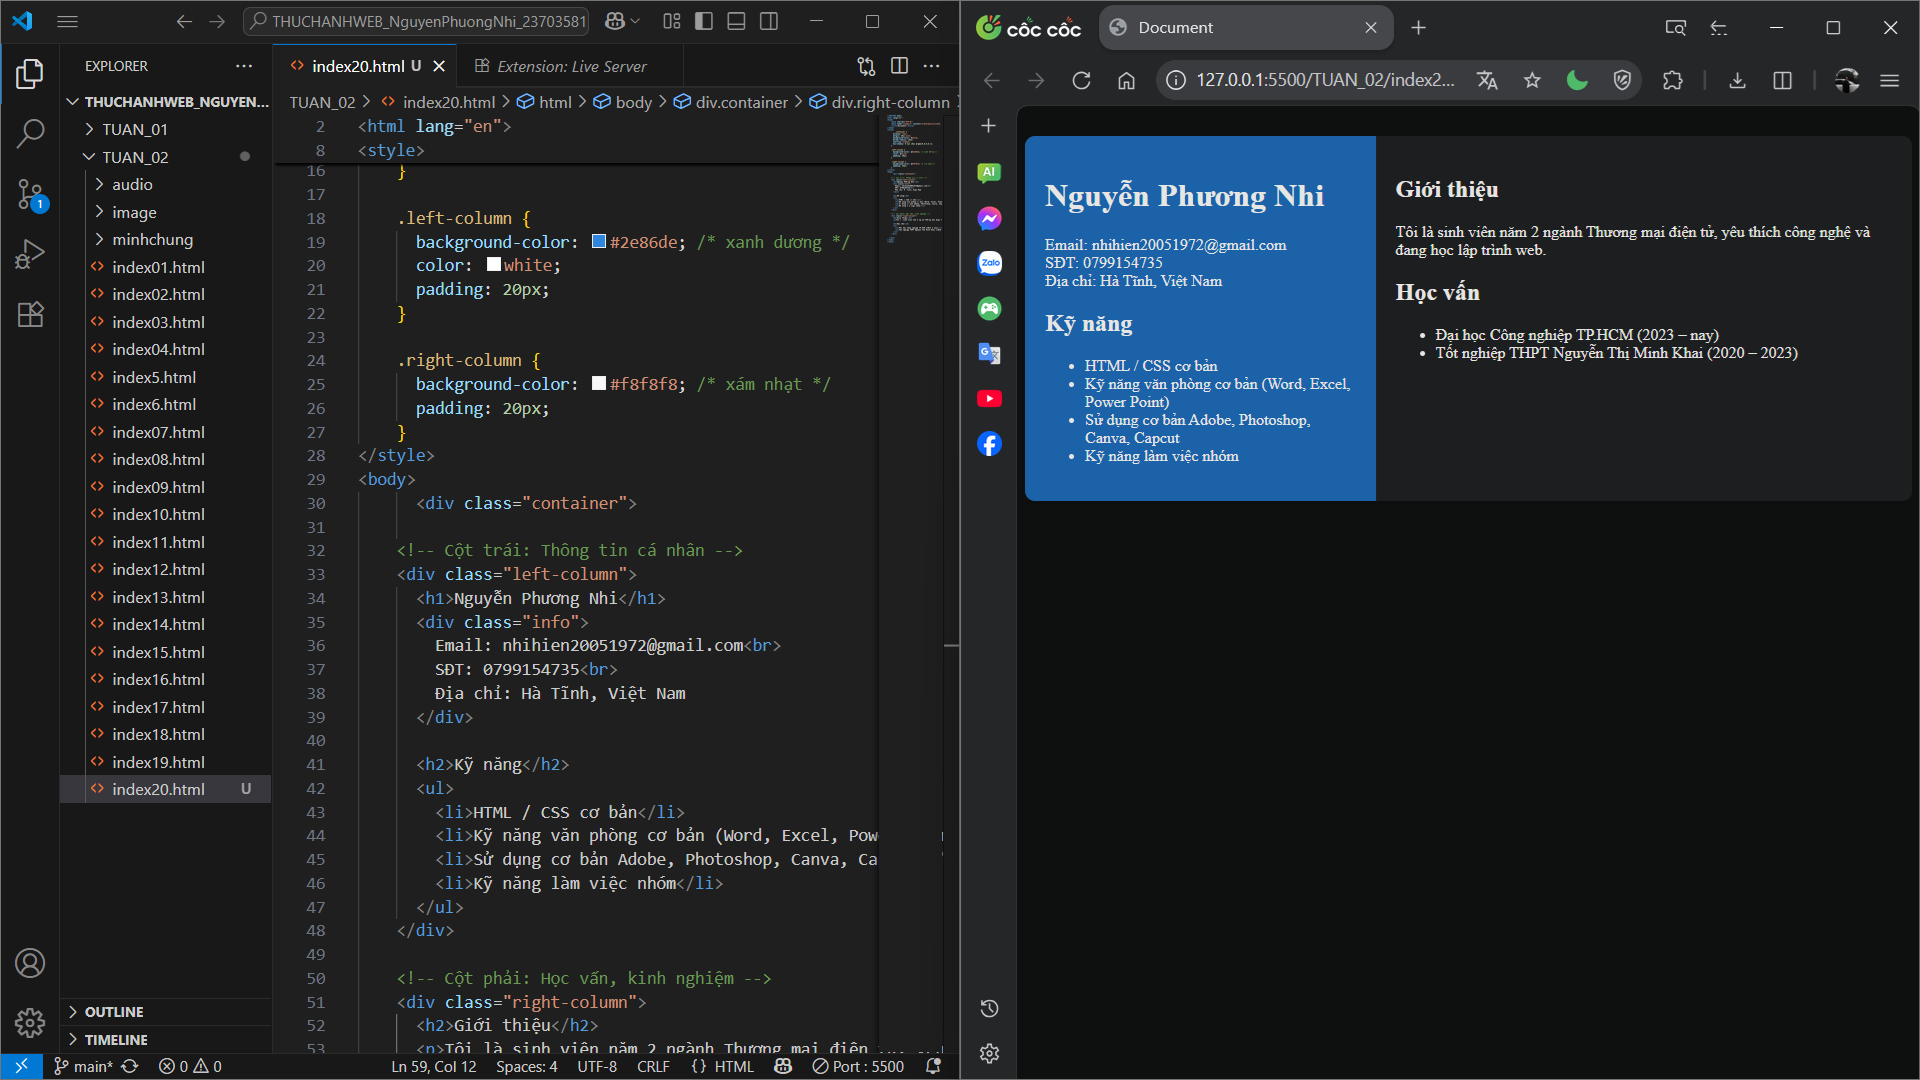 THUCHANHWEB_NguyenPhuongNhi_23703581
EXPLORER
THUCHANHWEB_NGUYEN...
TUAN_01
TUAN_02
audio
image
minhchung
index01.html
index02.html
index03.html
index04.html
index5.html
index6.html
index07.html
index08.html
index09.html
index10.html
index11.html
index12.html
index13.html
index14.html
index15.html
index16.html
index17.html
index18.html
index19.html
index20.html U
OUTLINE
TIMELINE
1
index20.html U
Extension: Live Server
TUAN_02 > index20.html > html > body > div.container > div.right-column
2 <html lang="en">
8 <style>
16 }
17
18 .left-column {
19 background-color: #2e86de; /* xanh dương */
20 color: white;
21 padding: 20px;
22 }
23
24 .right-column {
25 background-color: #f8f8f8; /* xám nhạt */
26 padding: 20px;
27 }
28 </style>
29 <body>
30 <div class="container">
31
32 <!-- Cột trái: Thông tin cá nhân -->
33 <div class="left-column">
34 <h1>Nguyễn Phương Nhi</h1>
35 <div class="info">
36 Email: nhihien20051972@gmail.com<br>
37 SĐT: 0799154735<br>
38 Địa chỉ: Hà Tĩnh, Việt Nam
39 </div>
40
41 <h2>Kỹ năng</h2>
42 <ul>
43 <li>HTML / CSS cơ bản</li>
44 <li>Kỹ năng văn phòng cơ bản (Word, Excel, Pow
45 <li>Sử dụng cơ bản Adobe, Photoshop, Canva, Ca
46 <li>Kỹ năng làm việc nhóm</li>
47 </ul>
48 </div>
49
50 <!-- Cột phải: Học vấn, kinh nghiệm -->
51 <div class="right-column">
52 <h2>Giới thiệu</h2>
53 <p>Tôi là sinh viên năm 2 ngành Thương mại điện
main* 0 0 Ln 59, Col 12 Spaces: 4 UTF-8 CRLF {} HTML Port : 5500
cốc cốc
Document
127.0.0.1:5500/TUAN_02/index2...
AI
Zalo
Nguyễn Phương Nhi
Email: nhihien20051972@gmail.com
SĐT: 0799154735
Địa chỉ: Hà Tĩnh, Việt Nam
Kỹ năng
HTML / CSS cơ bản
Kỹ năng văn phòng cơ bản (Word, Excel,
Power Point)
Sử dụng cơ bản Adobe, Photoshop,
Canva, Capcut
Kỹ năng làm việc nhóm
Giới thiệu
Tôi là sinh viên năm 2 ngành Thương mại điện tử, yêu thích công nghệ và
đang học lập trình web.
Học vấn
Đại học Công nghiệp TP.HCM (2023 – nay)
Tốt nghiệp THPT Nguyễn Thị Minh Khai (2020 – 2023)